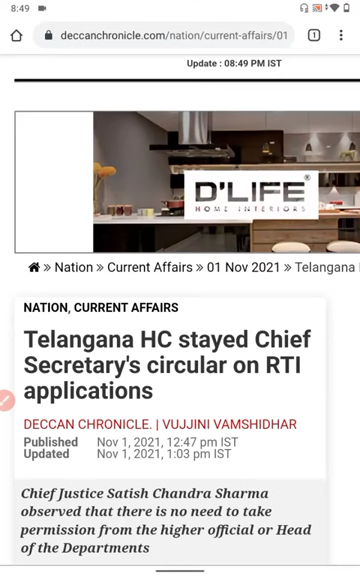 8:49
deccanchronicle.com/nation/current-affairs/01
1
Update : 08:49 PM IST
D'LIFE®
HOME INTERIORS
» Nation » Current Affairs » 01 Nov 2021 » Telangana
NATION, CURRENT AFFAIRS
Telangana HC stayed Chief
Secretary's circular on RTI
applications
DECCAN CHRONICLE. | VUJJINI VAMSHIDHAR
Published Nov 1, 2021, 12:47 pm IST
Updated Nov 1, 2021, 1:03 pm IST
Chief Justice Satish Chandra Sharma
observed that there is no need to take
permission from the higher official or Head
of the Departments